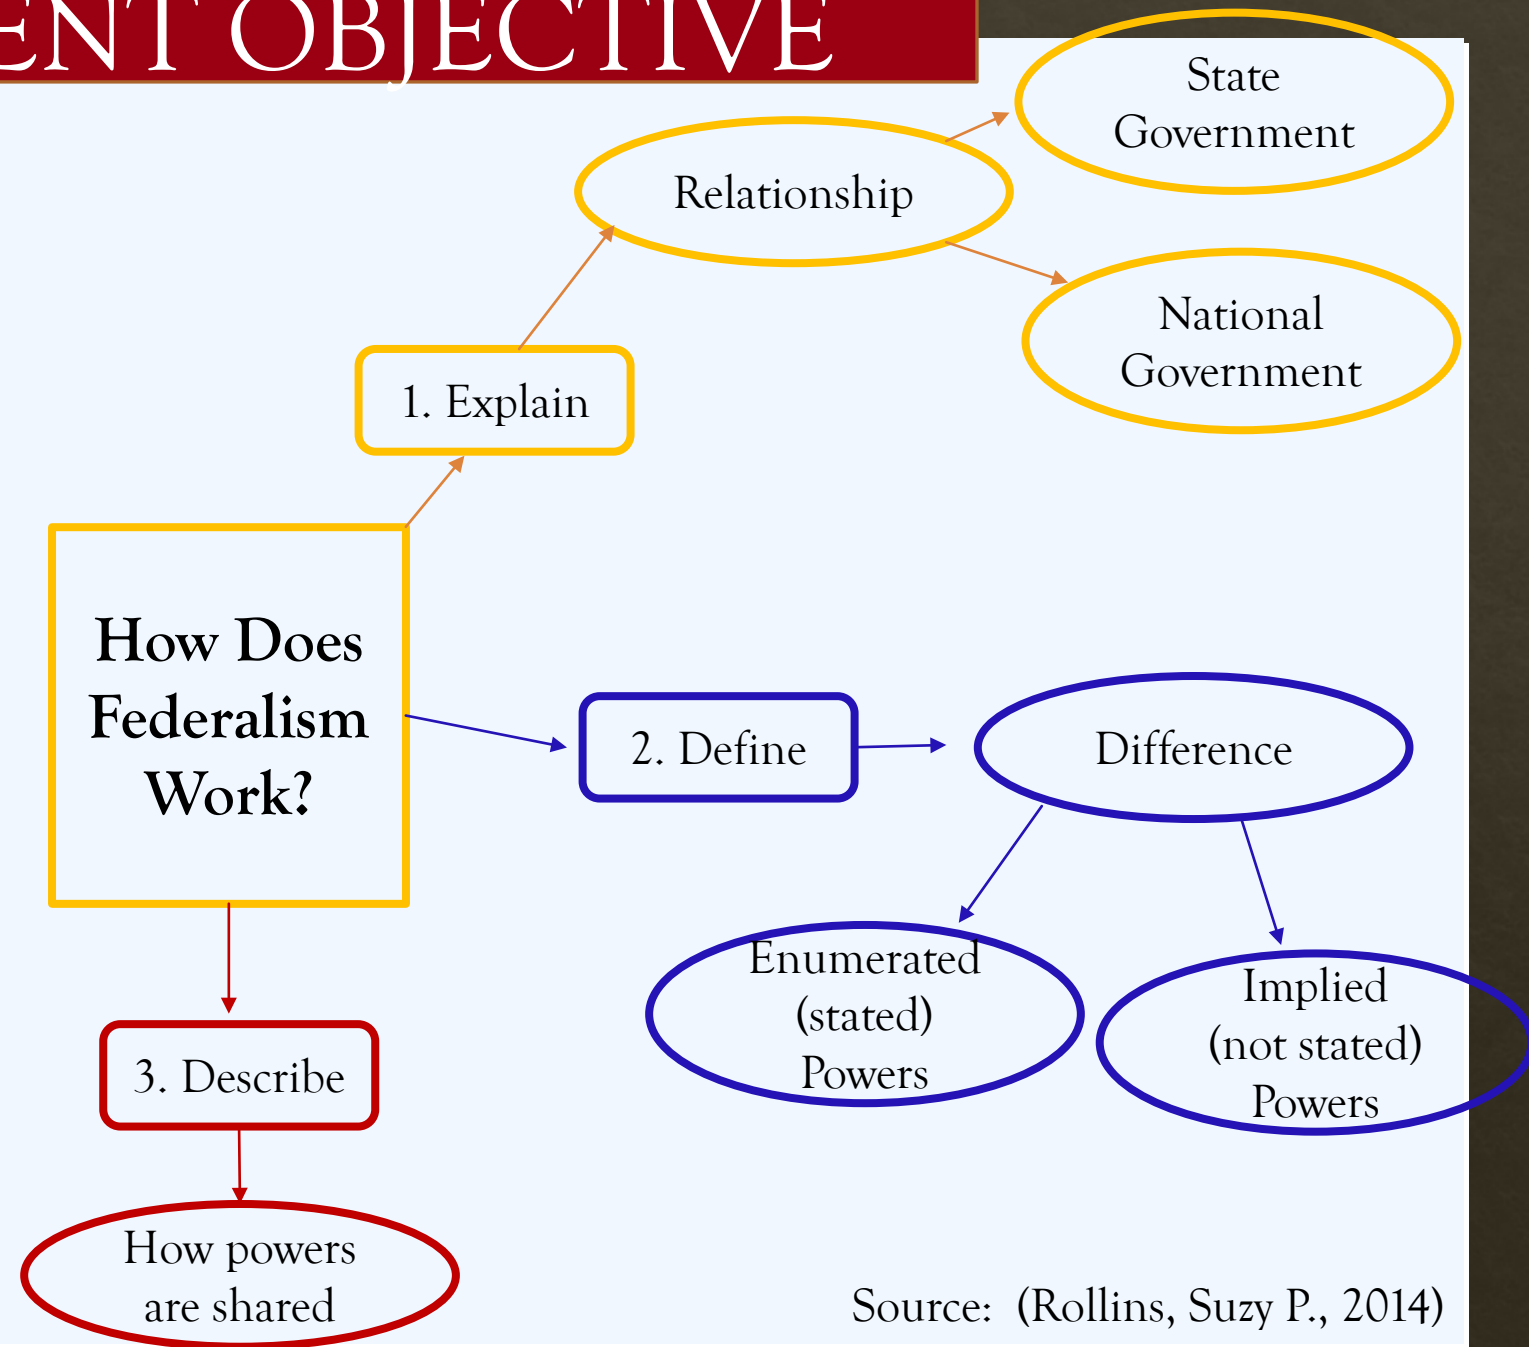 ENT OBJECTIVE
State
Government
Relationship
National
Government
1. Explain
How Does
Federalism
Work?
2. Define
Difference
Enumerated
(stated)
Powers
Implied
(not stated)
Powers
3. Describe
How powers
are shared
Source: (Rollins, Suzy P., 2014)